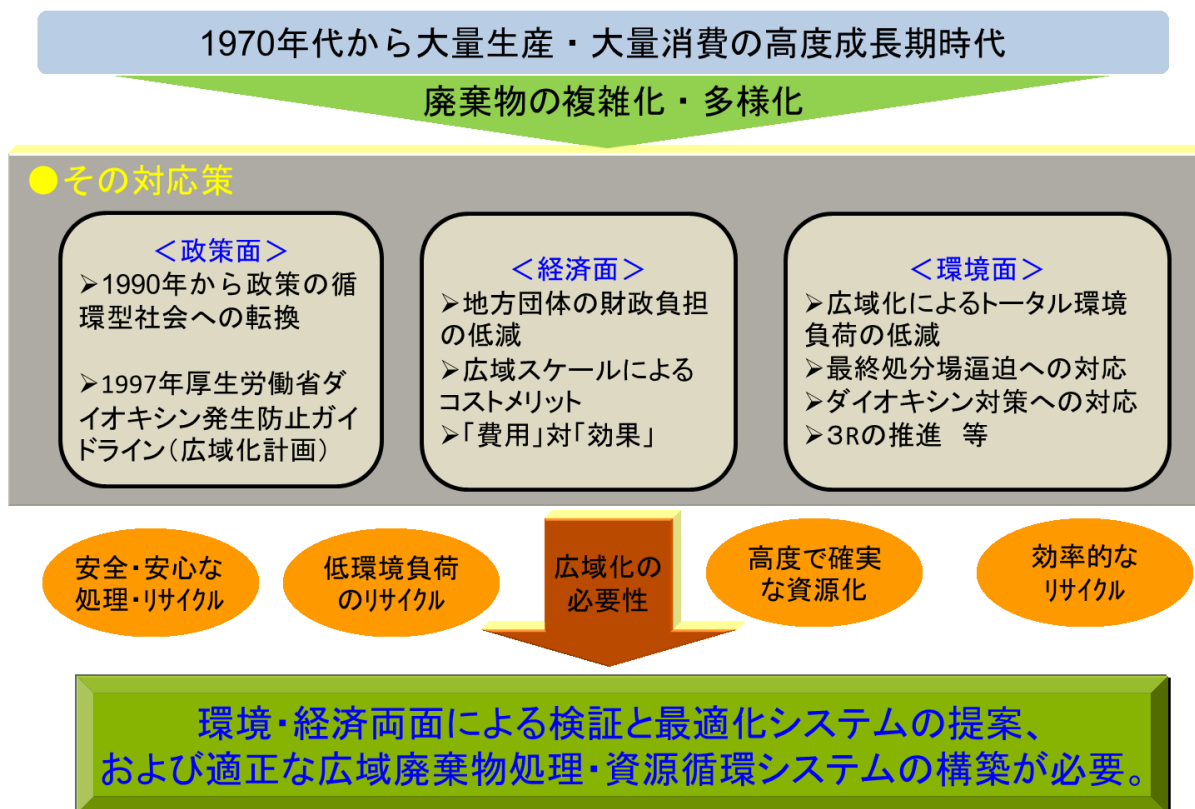 1970年代から大量生産・大量消費の高度成長期時代
廃棄物の複雑化・多様化
●その対応策
＜政策面＞
➢1990年から政策の循
環型社会への転換
➢1997年厚生労働省ダ
イオキシン発生防止ガイ
ドライン（広域化計画）
＜経済面＞
➢地方団体の財政負担
の低減
➢広域スケールによる
コストメリット
➢「費用」対「効果」
＜環境面＞
➢広域化によるトータル環境
負荷の低減
➢最終処分場逼迫への対応
➢ダイオキシン対策への対応
➢3Rの推進　等
安全・安心な
処理・ﾘｻｲｸﾙ
低環境負荷
のﾘｻｲｸﾙ
広域化の
必要性
高度で確実
な資源化
効率的な
ﾘｻｲｸﾙ
環境・経済両面による検証と最適化システムの提案、
および適正な広域廃棄物処理・資源循環システムの構築が必要。